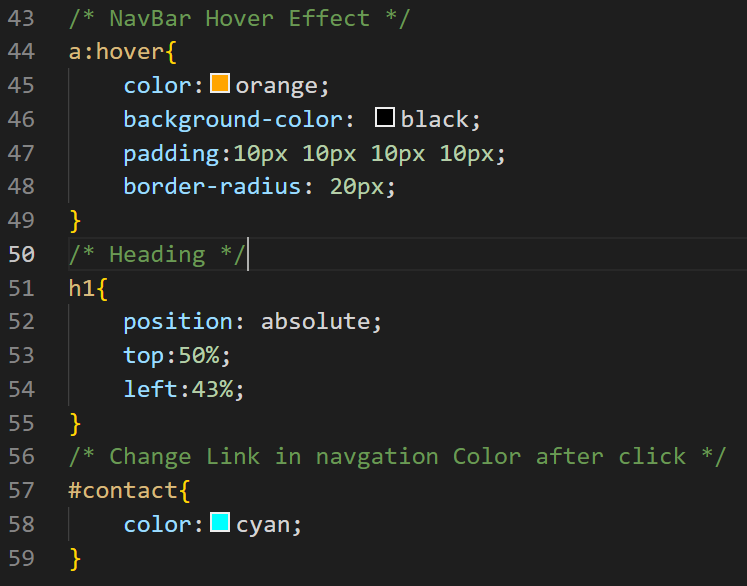 43 /* NavBar Hover Effect */
44 a:hover{
45     color:orange;
46     background-color: black;
47     padding:10px 10px 10px 10px;
48     border-radius: 20px;
49 }
50 /* Heading */
51 h1{
52     position: absolute;
53     top:50%;
54     left:43%;
55 }
56 /* Change Link in navgation Color after click */
57 #contact{
58     color:cyan;
59 }